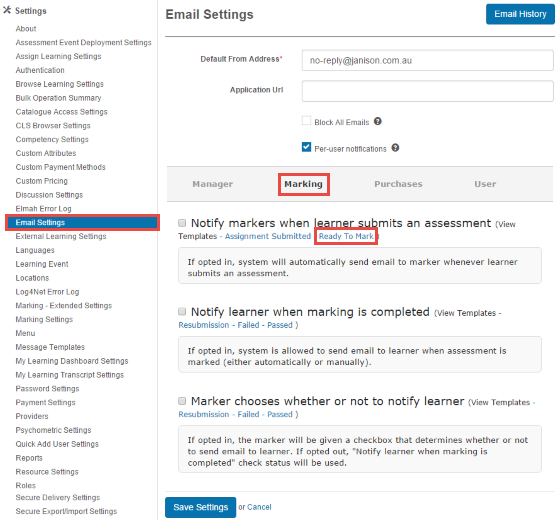 Settings
About
Assessment Event Deployment Settings
Assign Learning Settings
Authentication
Browse Learning Settings
Bulk Operation Summary
Catalogue Access Settings
CLS Browser Settings
Competency Settings
Custom Attributes
Custom Payment Methods
Custom Pricing
Discussion Settings
Elmah Error Log
Email Settings
External Learning Settings
Languages
Learning Event
Locations
Log4Net Error Log
Marking - Extended Settings
Marking Settings
Menu
Message Templates
My Learning Dashboard Settings
My Learning Transcript Settings
Password Settings
Payment Settings
Providers
Psychometric Settings
Quick Add User Settings
Reports
Resource Settings
Roles
Secure Delivery Settings
Secure Export/Import Settings
Email Settings
Email History
Default From Address* no-reply@janison.com.au
Application Url
Block All Emails
Per-user notifications
Manager Marking Purchases User
Notify markers when learner submits an assessment (View
Templates - Assignment Submitted Ready To Mark )
If opted in, system will automatically send email to marker whenever learner
submits an assessment.
Notify learner when marking is completed (View Templates -
Resubmission - Failed - Passed )
If opted in, system is allowed to send email to learner when assessment is
marked (either automatically or manually).
Marker chooses whether or not to notify learner (View Templates -
Resubmission - Failed - Passed )
If opted in, the marker will be given a checkbox that determines whether or not
to send email to learner. If opted out, "Notify learner when marking is
completed" check status will be used.
Save Settings or Cancel